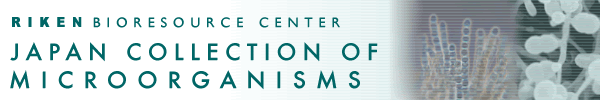 RIKEN BIORESOURCE CENTER
JAPAN COLLECTION OF
MICROORGANISMS